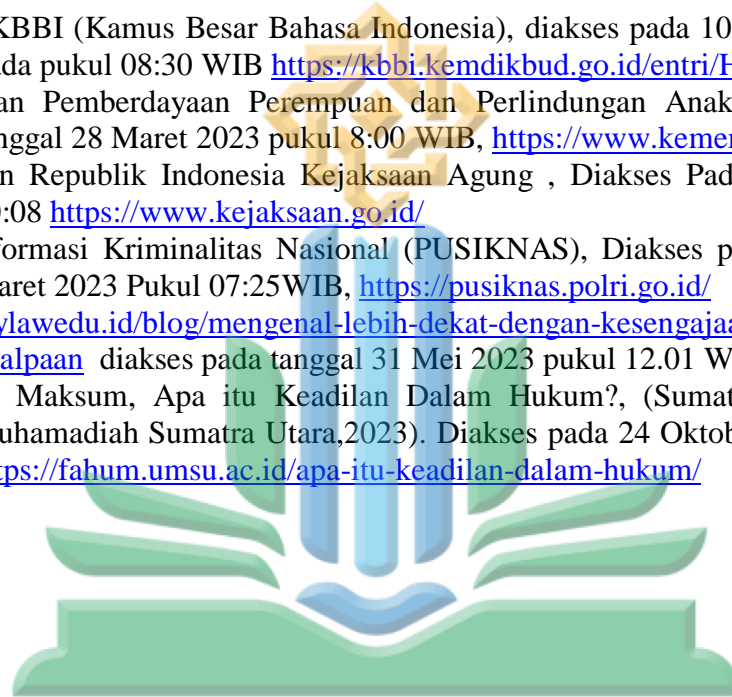 KBBI (Kamus Besar Bahasa Indonesia), diakses pada 10
da pukul 08:30 WIB https://kbbi.kemdikbud.go.id/entri/H
an Pemberdayaan Perempuan dan Perlindungan Anak
nggal 28 Maret 2023 pukul 8:00 WIB, https://www.kemen
n Republik Indonesia Kejaksaan Agung , Diakses Pad
0:08 https://www.kejaksaan.go.id/
formasi Kriminalitas Nasional (PUSIKNAS), Diakses p
aret 2023 Pukul 07:25WIB, https://pusiknas.polri.go.id/
ylawedu.id/blog/mengenal-lebih-dekat-dengan-kesengajaa
alpaan diakses pada tanggal 31 Mei 2023 pukul 12.01 W
Maksum, Apa itu Keadilan Dalam Hukum?, (Sumat
uhamadiah Sumatra Utara,2023). Diakses pada 24 Oktob
tps://fahum.umsu.ac.id/apa-itu-keadilan-dalam-hukum/